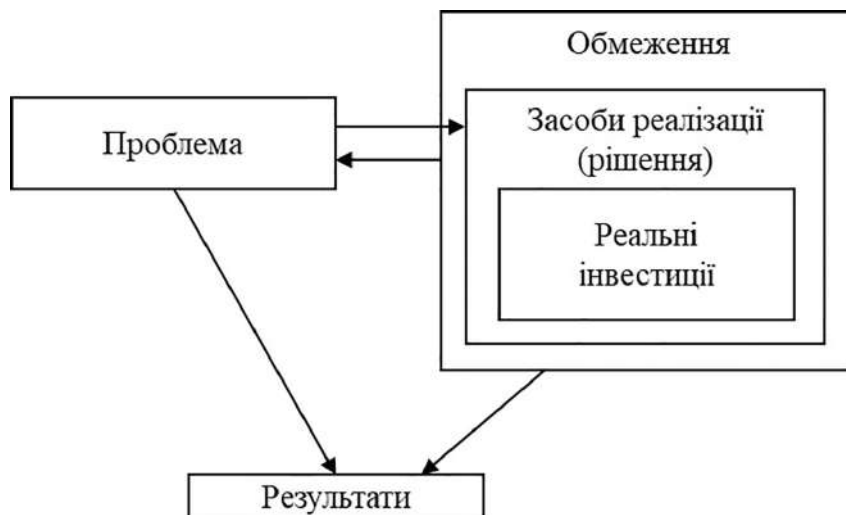 Обмеження
Проблема
Засоби реалізації
(рішення)
Реальні
інвестиції
Результати